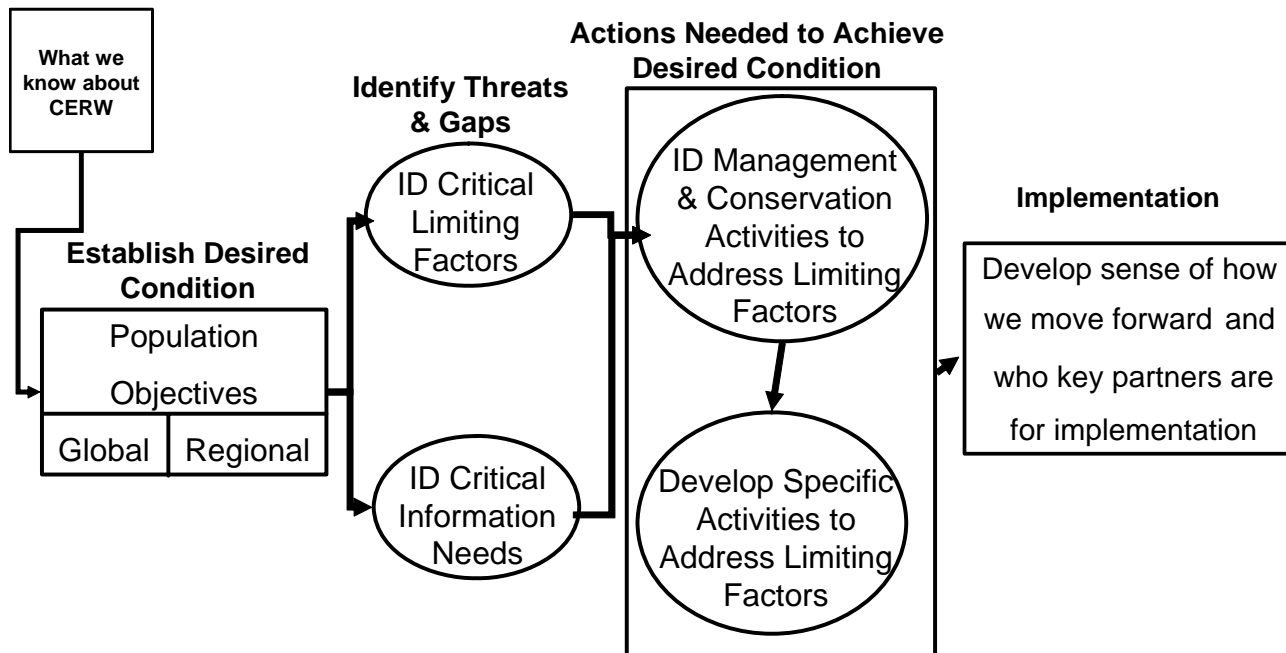 What we
know about
CERW
Establish Desired
Condition
Population
Objectives
Global
Regional
Identify Threats
& Gaps
ID Critical
Limiting
Factors
ID Critical
Information
Needs
Actions Needed to Achieve
Desired Condition
ID Management
& Conservation
Activities to
Address Limiting
Factors
Develop Specific
Activities to
Address Limiting
Factors
Implementation
Develop sense of how
we move forward and
who key partners are
for implementation